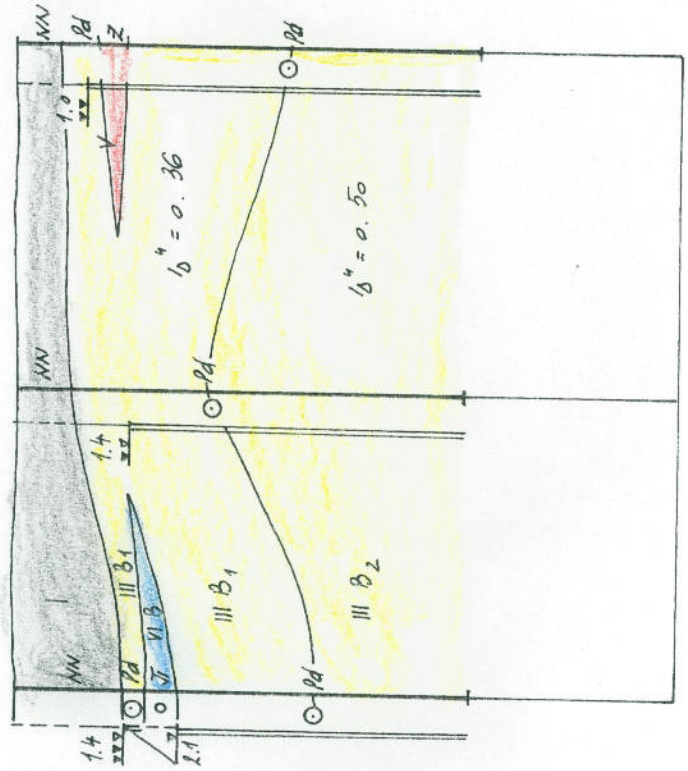 NN
NN
NN
Pd
Z
V
1.0
Pd
I_D^n = 0.36
I_D^n = 0.50
Pd
1.4
I
III B1
VI B
III B1
III B2
Pd
Pd
1.4
2.1